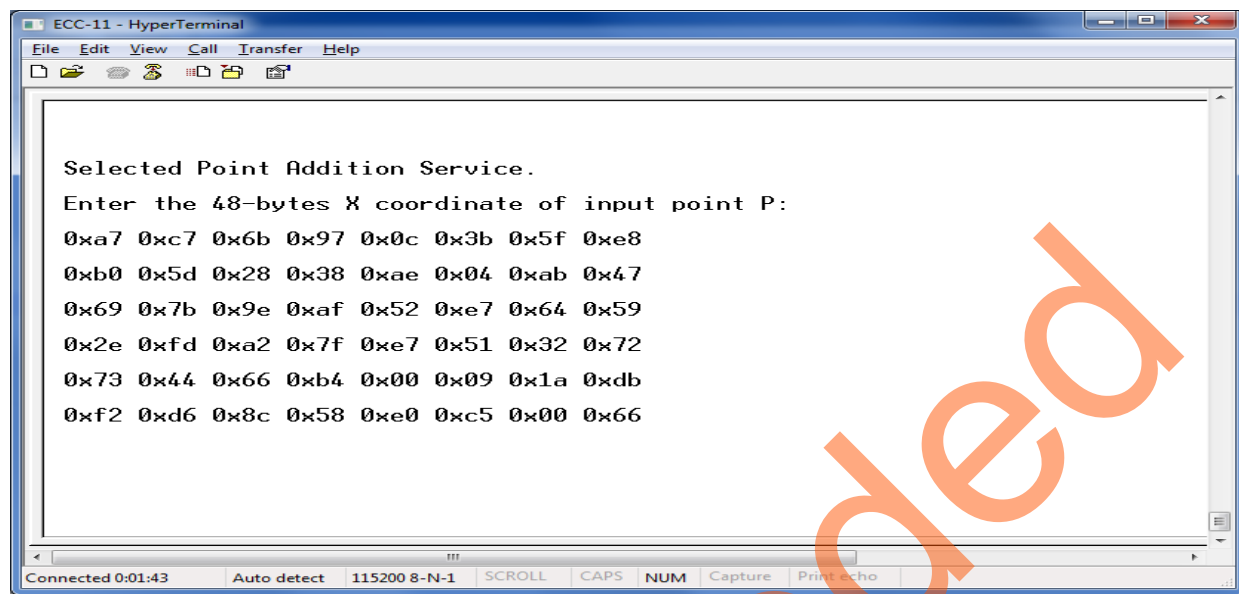 ECC-11 - HyperTerminal
File Edit View Call Transfer Help
Selected Point Addition Service.
Enter the 48-bytes X coordinate of input point P:
0xa7 0xc7 0x6b 0x97 0x0c 0x3b 0x5f 0xe8
0xb0 0x5d 0x28 0x38 0xae 0x04 0xab 0x47
0x69 0x7b 0x9e 0xaf 0x52 0xe7 0x64 0x59
0x2e 0xfd 0xa2 0x7f 0xe7 0x51 0x32 0x72
0x73 0x44 0x66 0xb4 0x00 0x09 0x1a 0xdb
0xf2 0xd6 0x8c 0x58 0xe0 0xc5 0x00 0x66
Connected 0:01:43 Auto detect 115200 8-N-1 SCROLL CAPS NUM Capture Print echo
ded